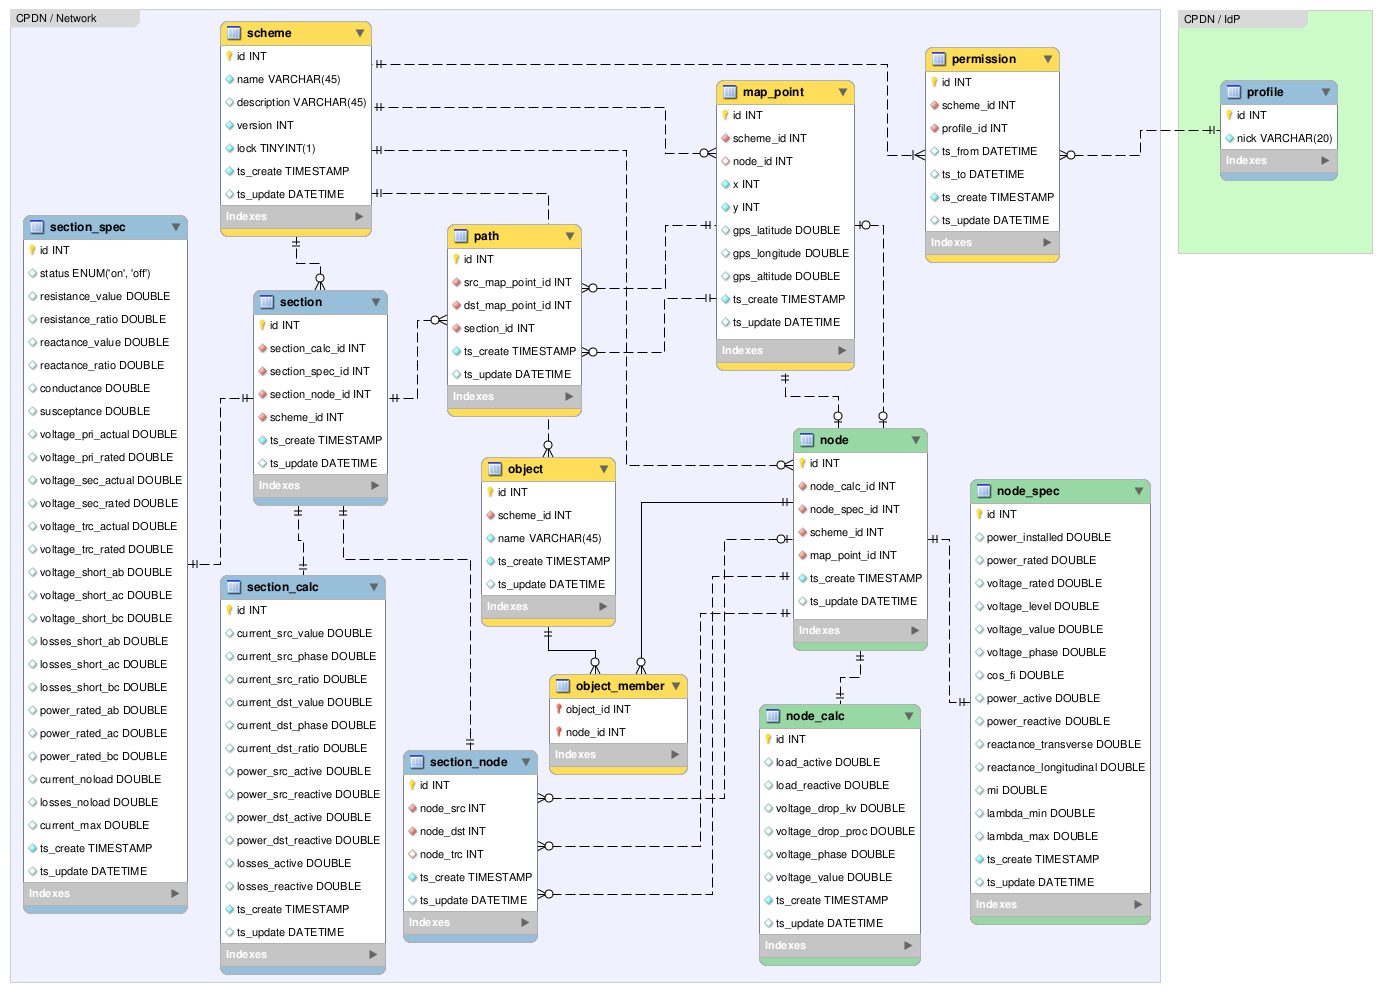 CPDN / Network
scheme
id INT
name VARCHAR(45)
description VARCHAR(45)
version INT
lock TINYINT(1)
ts_create TIMESTAMP
ts_update DATETIME
Indexes
section_spec
id INT
status ENUM('on', 'off')
resistance_value DOUBLE
resistance_ratio DOUBLE
reactance_value DOUBLE
reactance_ratio DOUBLE
conductance DOUBLE
susceptance DOUBLE
voltage_pri_actual DOUBLE
voltage_pri_rated DOUBLE
voltage_sec_actual DOUBLE
voltage_sec_rated DOUBLE
voltage_trc_actual DOUBLE
voltage_trc_rated DOUBLE
voltage_short_ab DOUBLE
voltage_short_ac DOUBLE
voltage_short_bc DOUBLE
losses_short_ab DOUBLE
losses_short_ac DOUBLE
losses_short_bc DOUBLE
power_rated_ab DOUBLE
power_rated_ac DOUBLE
power_rated_bc DOUBLE
current_noload DOUBLE
losses_noload DOUBLE
current_max DOUBLE
ts_create TIMESTAMP
ts_update DATETIME
Indexes
section
id INT
section_calc_id INT
section_spec_id INT
section_node_id INT
scheme_id INT
ts_create TIMESTAMP
ts_update DATETIME
Indexes
section_calc
id INT
current_src_value DOUBLE
current_src_phase DOUBLE
current_src_ratio DOUBLE
current_dst_value DOUBLE
current_dst_phase DOUBLE
current_dst_ratio DOUBLE
power_src_active DOUBLE
power_src_reactive DOUBLE
power_dst_active DOUBLE
power_dst_reactive DOUBLE
losses_active DOUBLE
losses_reactive DOUBLE
ts_create TIMESTAMP
ts_update DATETIME
Indexes
path
id INT
src_map_point_id INT
dst_map_point_id INT
section_id INT
ts_create TIMESTAMP
ts_update DATETIME
Indexes
object
id INT
scheme_id INT
name VARCHAR(45)
ts_create TIMESTAMP
ts_update DATETIME
Indexes
object_member
object_id INT
node_id INT
Indexes
section_node
id INT
node_src INT
node_dst INT
node_trc INT
ts_create TIMESTAMP
ts_update DATETIME
Indexes
map_point
id INT
scheme_id INT
node_id INT
x INT
y INT
gps_latitude DOUBLE
gps_longitude DOUBLE
gps_altitude DOUBLE
ts_create TIMESTAMP
ts_update DATETIME
Indexes
node
id INT
node_calc_id INT
node_spec_id INT
scheme_id INT
map_point_id INT
ts_create TIMESTAMP
ts_update DATETIME
Indexes
node_calc
id INT
load_active DOUBLE
load_reactive DOUBLE
voltage_drop_kv DOUBLE
voltage_drop_proc DOUBLE
voltage_phase DOUBLE
voltage_value DOUBLE
ts_create TIMESTAMP
ts_update DATETIME
Indexes
permission
id INT
scheme_id INT
profile_id INT
ts_from DATETIME
ts_to DATETIME
ts_create TIMESTAMP
ts_update DATETIME
Indexes
node_spec
id INT
power_installed DOUBLE
power_rated DOUBLE
voltage_rated DOUBLE
voltage_level DOUBLE
voltage_value DOUBLE
voltage_phase DOUBLE
cos_fi DOUBLE
power_active DOUBLE
power_reactive DOUBLE
reactance_transverse DOUBLE
reactance_longitudinal DOUBLE
mi DOUBLE
lambda_min DOUBLE
lambda_max DOUBLE
ts_create TIMESTAMP
ts_update DATETIME
Indexes
CPDN / IdP
profile
id INT
nick VARCHAR(20)
Indexes